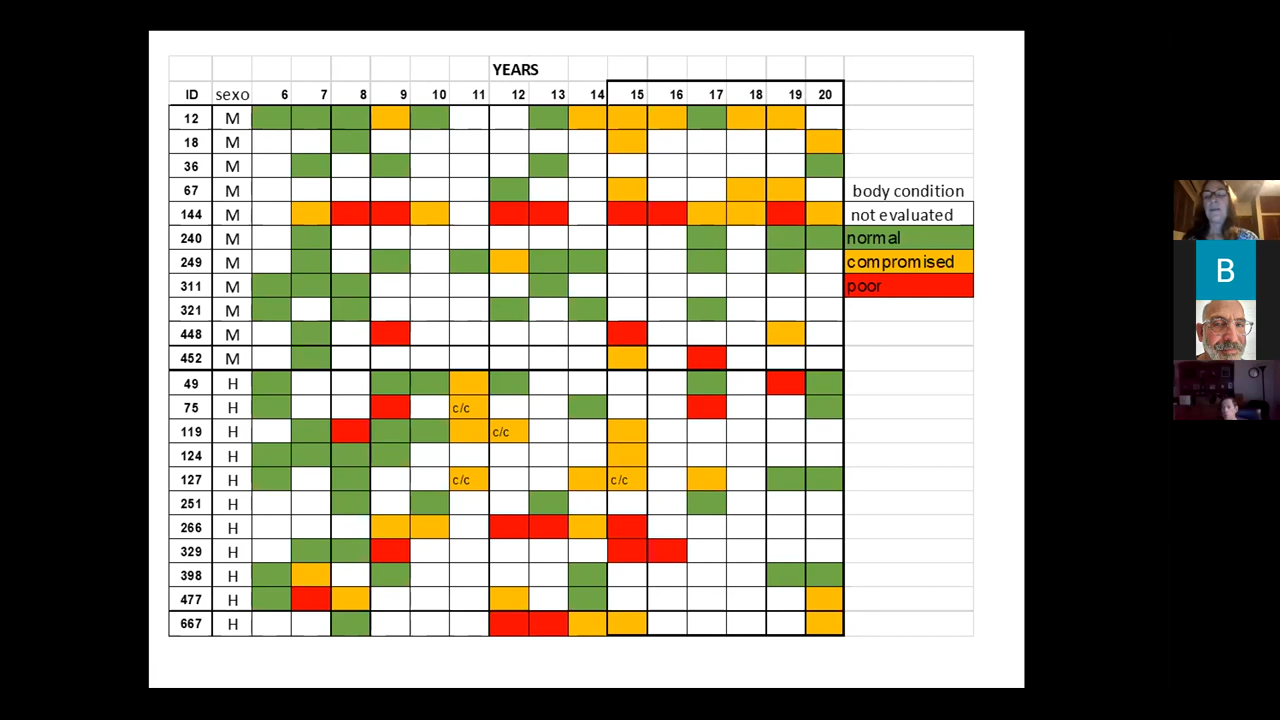 YEARS
ID sexo 6 7 8 9 10 11 12 13 14 15 16 17 18 19 20
12 M
18 M
36 M
67 M body condition
144 M not evaluated
240 M normal
249 M compromised
311 M poor
321 M
448 M
452 M
49 H
75 H c/c
119 H c/c
124 H
127 H c/c c/c
251 H
266 H
329 H
398 H
477 H
667 H
B